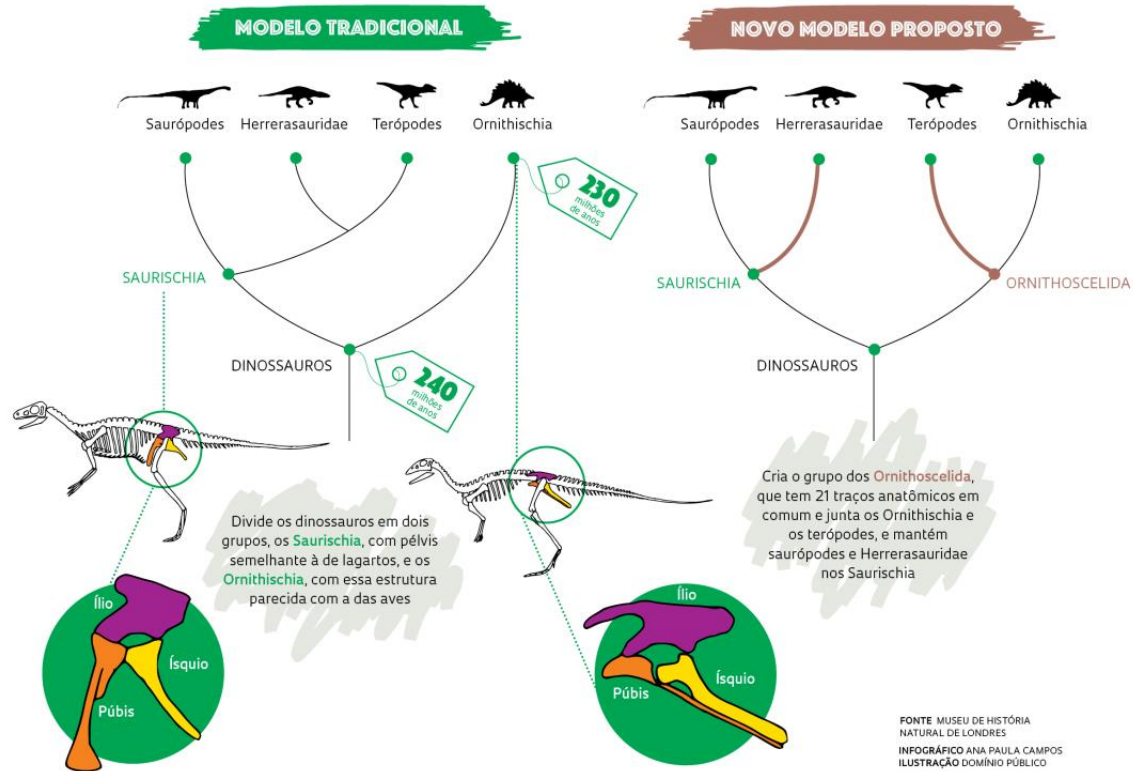 MODELO TRADICIONAL
Saurópodes
Herrerasauridae
Terópodes
Ornithischia
230
milhões
de anos
SAURISCHIA
DINOSSAUROS
240
milhões
de anos
Divide os dinossauros em dois
grupos, os Saurischia, com pélvis
semelhante à de lagartos, e os
Ornithischia, com essa estrutura
parecida com a das aves
Ílio
Ísquio
Púbis
Ílio
Ísquio
Púbis
NOVO MODELO PROPOSTO
Saurópodes
Herrerasauridae
Terópodes
Ornithischia
SAURISCHIA
ORNITHOSCELIDA
DINOSSAUROS
Cria o grupo dos Ornithoscelida,
que tem 21 traços anatômicos em
comum e junta os Ornithischia e
os terópodes, e mantém
saurópodes e Herrerasauridae
nos Saurischia
FONTE MUSEU DE HISTÓRIA
NATURAL DE LONDRES
INFOGRÁFICO ANA PAULA CAMPOS
ILUSTRAÇÃO DOMÍNIO PÚBLICO